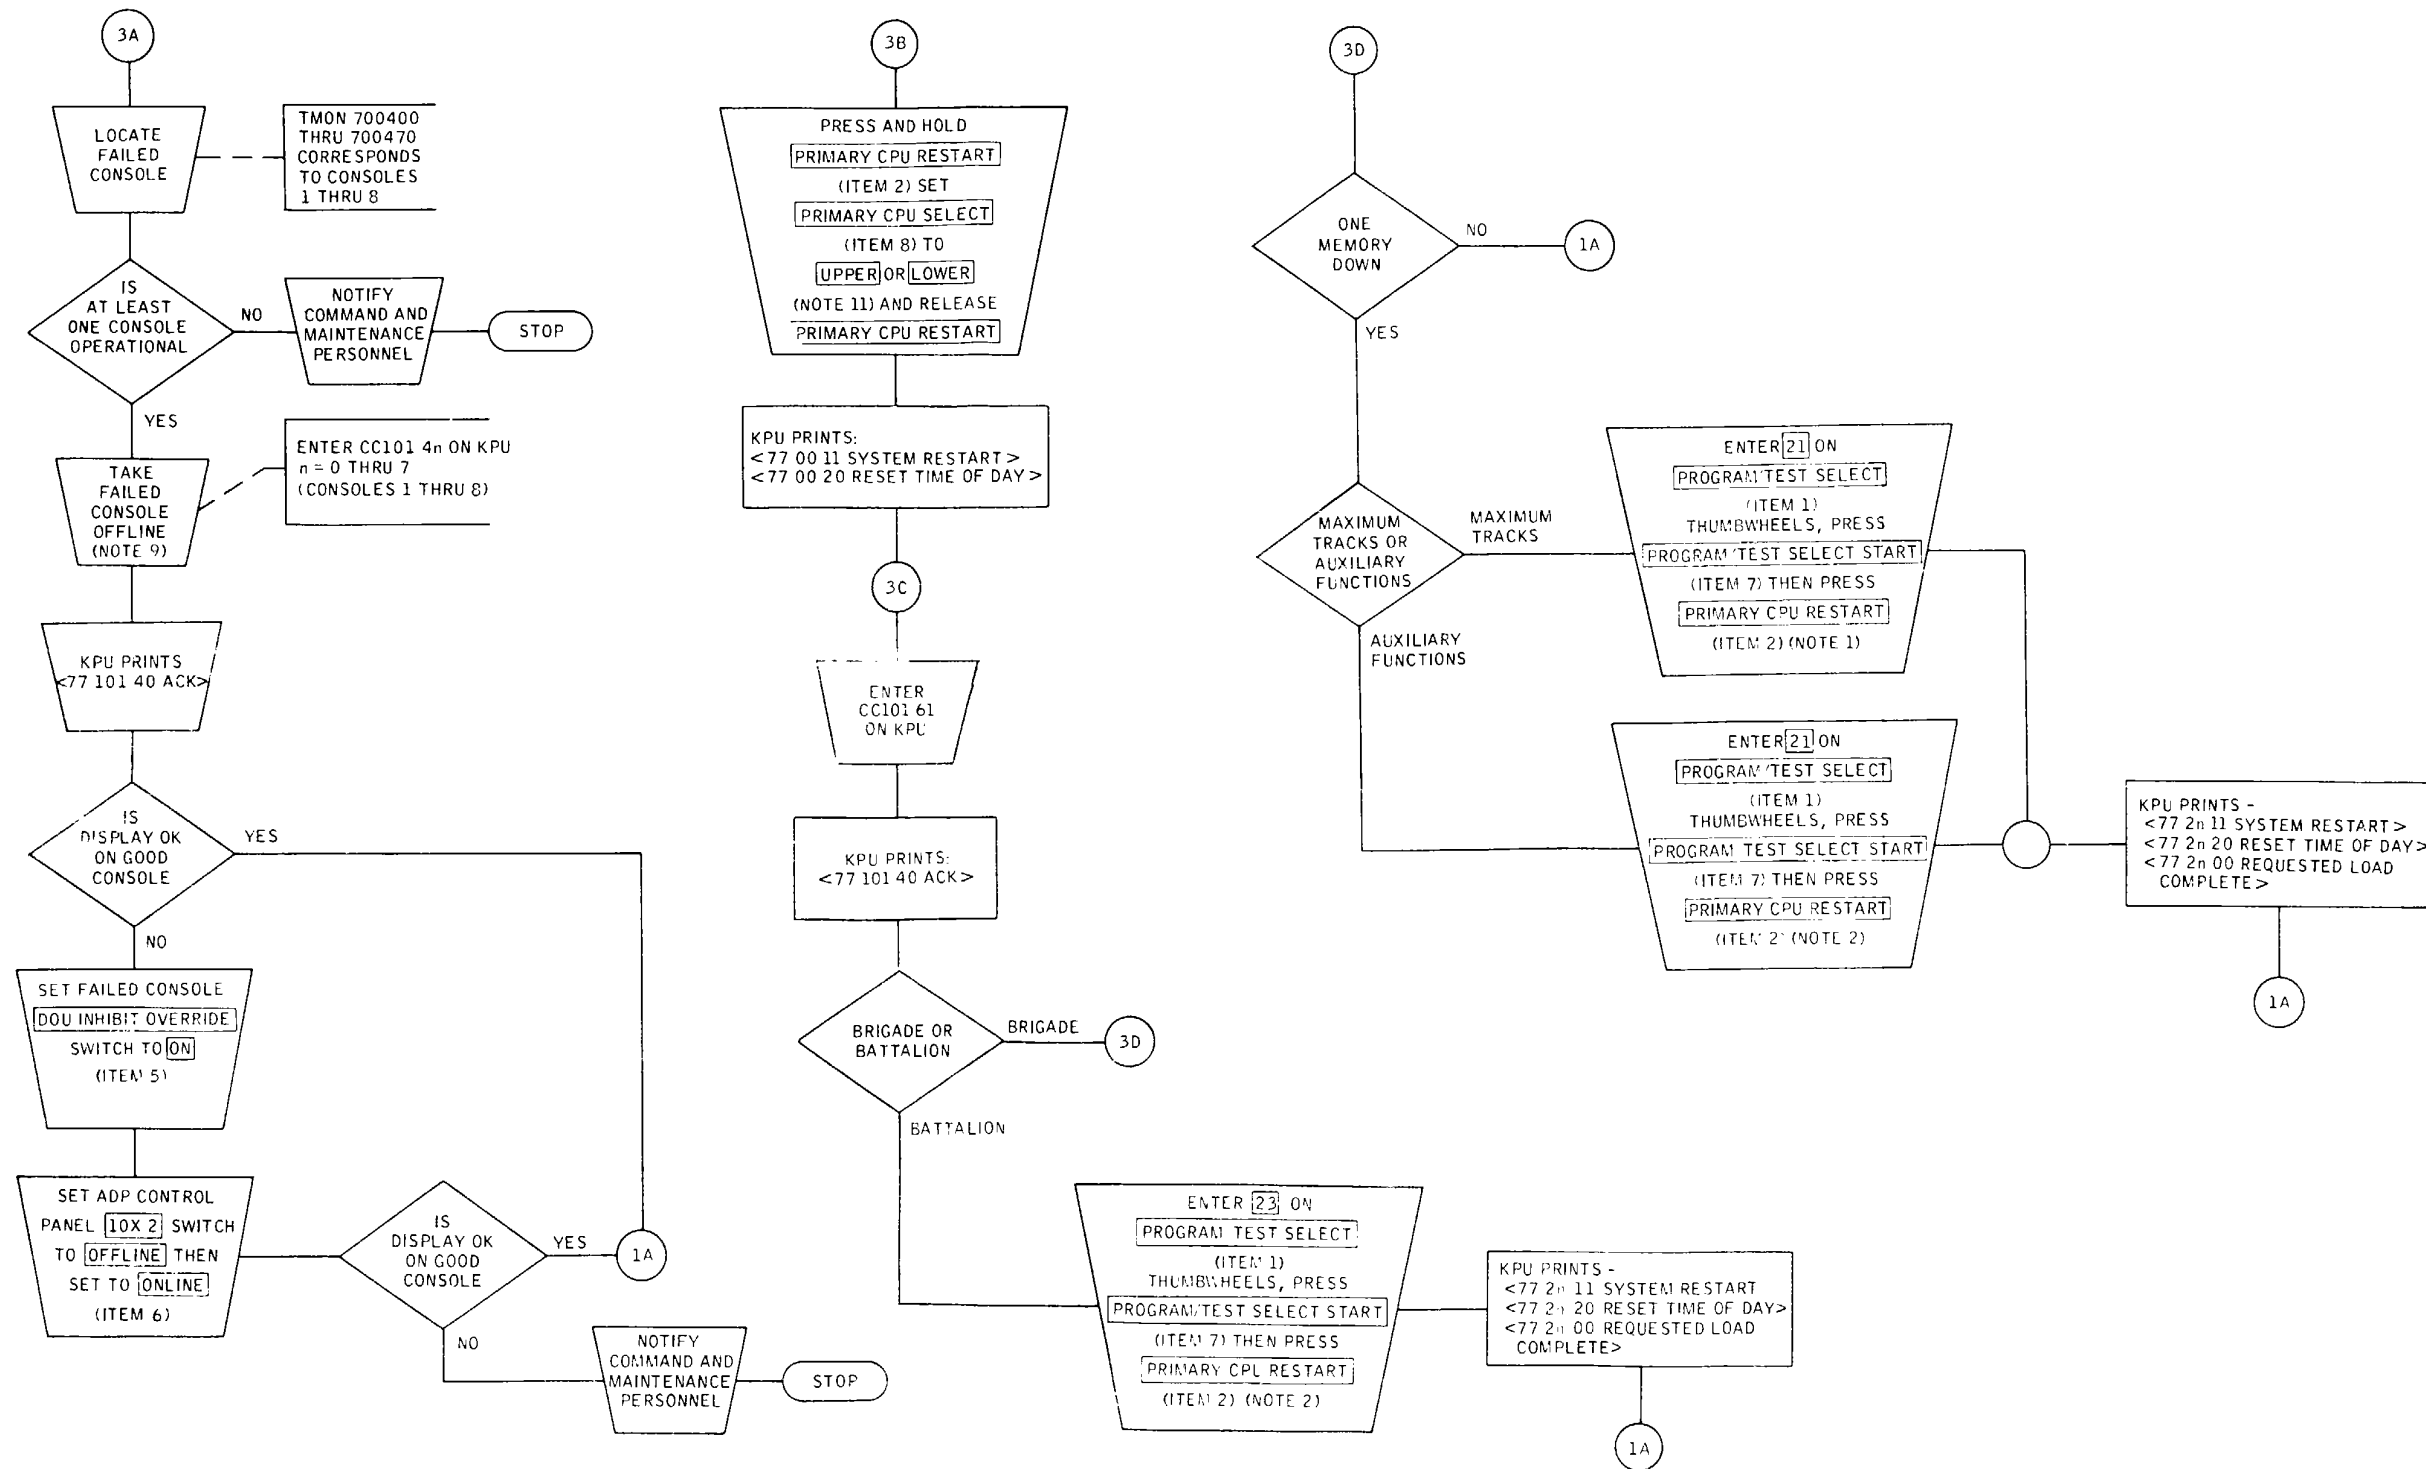 3A
LOCATE
FAILED
CONSOLE
TMON 700400
THRU 700470
CORRESPONDS
TO CONSOLES
1 THRU 8
IS
AT LEAST
ONE CONSOLE
OPERATIONAL
NO
NOTIFY
COMMAND AND
MAINTENANCE
PERSONNEL
STOP
YES
TAKE
FAILED
CONSOLE
OFFLINE
(NOTE 9)
ENTER CC101 4n ON KPU
n = 0 THRU 7
(CONSOLES 1 THRU 8)
KPU PRINTS
<77 101 40 ACK>
IS
DISPLAY OK
ON GOOD
CONSOLE
YES
NO
SET FAILED CONSOLE
DOU INHIBIT OVERRIDE
SWITCH TO ON
(ITEM 5)
SET ADP CONTROL
PANEL 10X 2 SWITCH
TO OFFLINE THEN
SET TO ONLINE
(ITEM 6)
IS
DISPLAY OK
ON GOOD
CONSOLE
YES
1A
NO
NOTIFY
COMMAND AND
MAINTENANCE
PERSONNEL
STOP
3B
PRESS AND HOLD
PRIMARY CPU RESTART
(ITEM 2) SET
PRIMARY CPU SELECT
(ITEM 8) TO
UPPER OR LOWER
(NOTE 11) AND RELEASE
PRIMARY CPU RESTART
KPU PRINTS:
<77 00 11 SYSTEM RESTART>
<77 00 20 RESET TIME OF DAY>
3C
ENTER
CC101 61
ON KPU
KPU PRINTS:
<77 101 40 ACK>
BRIGADE OR
BATTALION
BRIGADE
3D
BATTALION
ENTER 23 ON
PROGRAM TEST SELECT
(ITEM 1)
THUMBWHEELS, PRESS
PROGRAM/TEST SELECT START
(ITEM 7) THEN PRESS
PRIMARY CPU RESTART
(ITEM 2) (NOTE 2)
KPU PRINTS -
<77 2n 11 SYSTEM RESTART
<77 2n 20 RESET TIME OF DAY>
<77 2n 00 REQUESTED LOAD
COMPLETE>
1A
3D
ONE
MEMORY
DOWN
NO
1A
YES
MAXIMUM
TRACKS OR
AUXILIARY
FUNCTIONS
MAXIMUM
TRACKS
ENTER 21 ON
PROGRAM/TEST SELECT
(ITEM 1)
THUMBWHEELS, PRESS
PROGRAM/TEST SELECT START
(ITEM 7) THEN PRESS
PRIMARY CPU RESTART
(ITEM 2) (NOTE 1)
AUXILIARY
FUNCTIONS
ENTER 21 ON
PROGRAM/TEST SELECT
(ITEM 1)
THUMBWHEELS, PRESS
PROGRAM TEST SELECT START
(ITEM 7) THEN PRESS
PRIMARY CPU RESTART
(ITEM 2) (NOTE 2)
KPU PRINTS -
<77 2n 11 SYSTEM RESTART>
<77 2n 20 RESET TIME OF DAY>
<77 2n 00 REQUESTED LOAD
COMPLETE>
1A